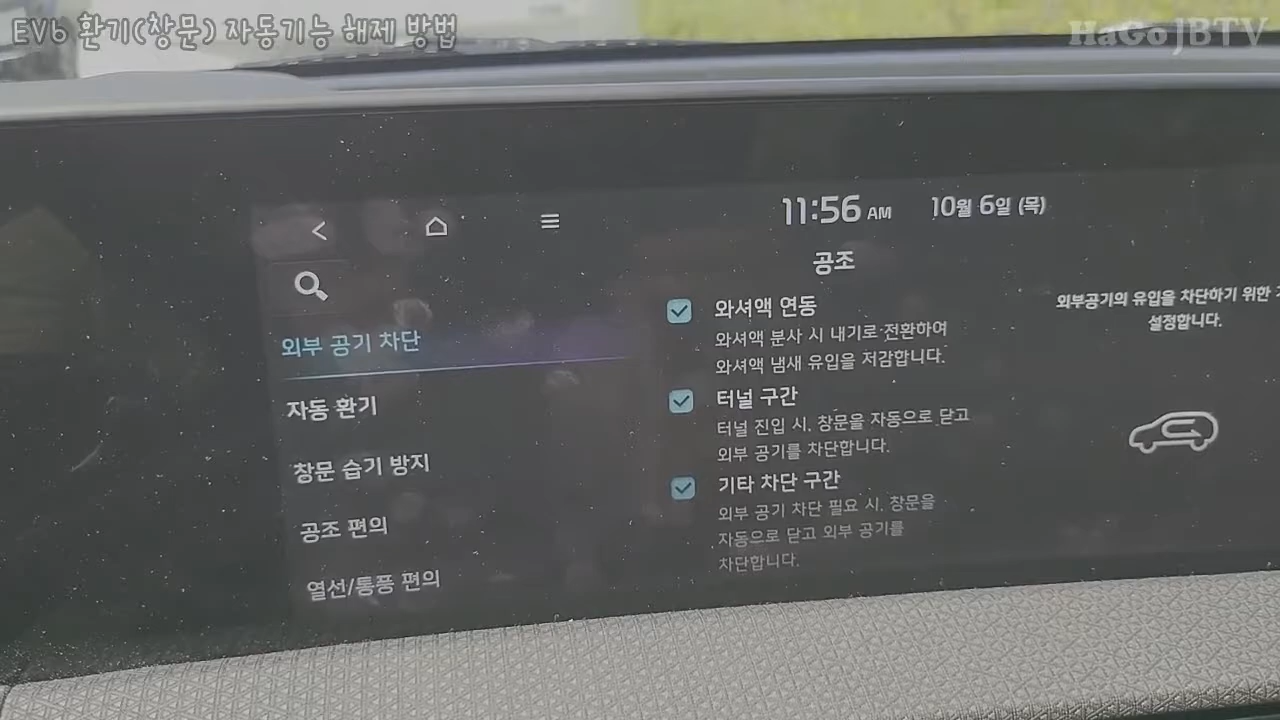 EV6 환기(창문) 자동기능 해제 방법
HaGo JBTV
11:56 AM 10월 6일 (목)
공조
외부 공기 차단
자동 환기
창문 습기 방지
공조 편의
열선/통풍 편의
와셔액 연동
와셔액 분사 시 내기로 전환하여
와셔액 냄새 유입을 저감합니다.
터널 구간
터널 진입 시, 창문을 자동으로 닫고
외부 공기를 차단합니다.
기타 차단 구간
외부 공기 차단 필요 시, 창문을
자동으로 닫고 외부 공기를
차단합니다.
외부공기의 유입을 차단하기 위한
설정합니다.